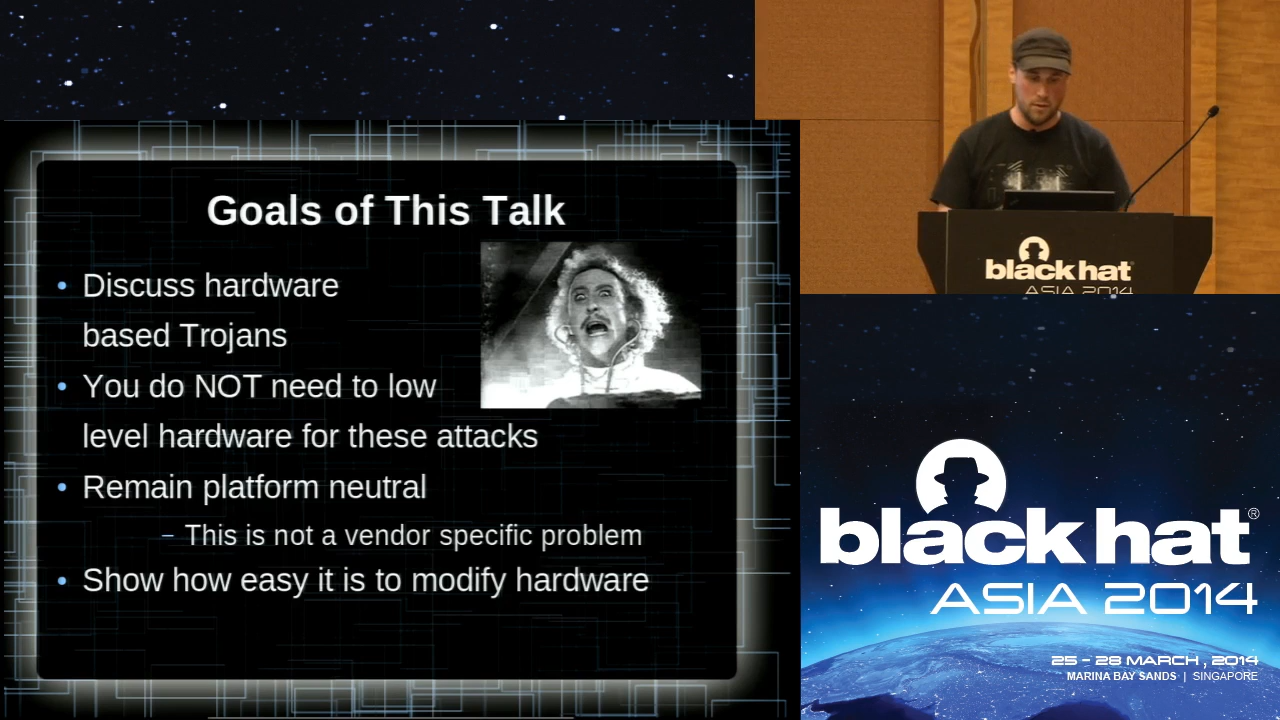 Goals of This Talk
• Discuss hardware
based Trojans
• You do NOT need to low
level hardware for these attacks
• Remain platform neutral
– This is not a vendor specific problem
• Show how easy it is to modify hardware
black hat
ASIA 2014
black hat®
ASIA 2014
25 - 28 MARCH, 2014
MARINA BAY SANDS | SINGAPORE